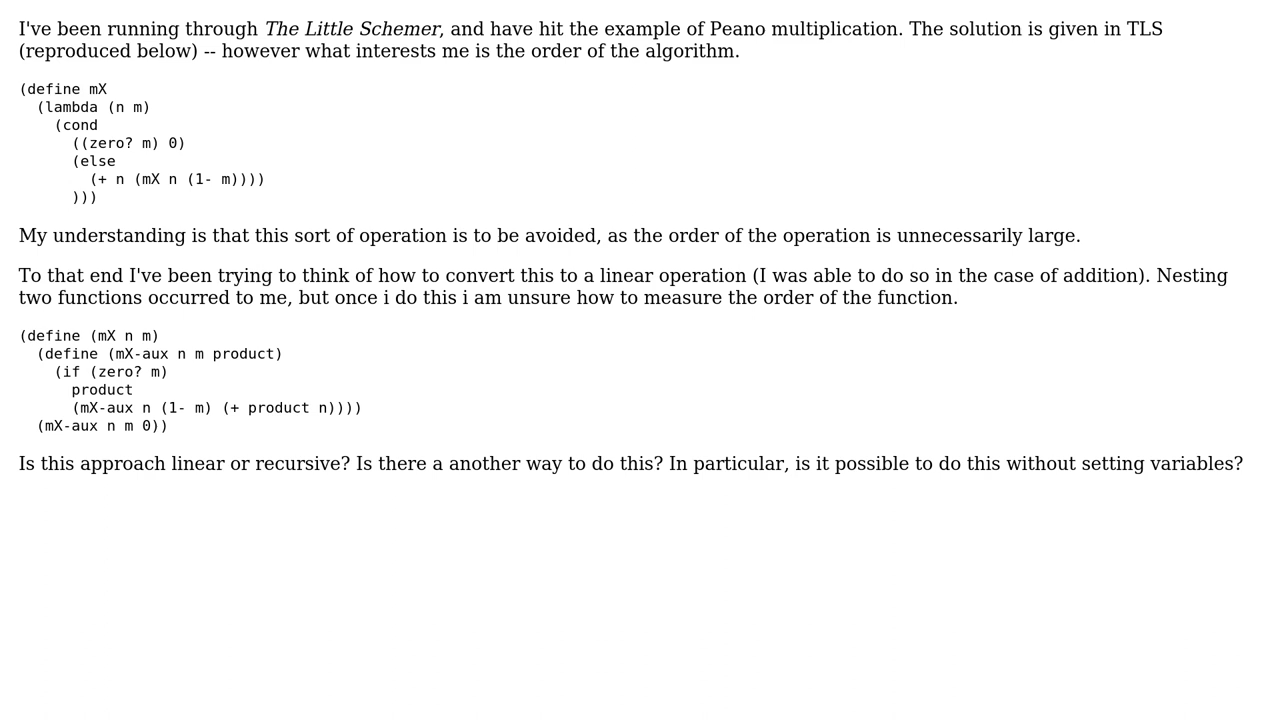 I've been running through The Little Schemer, and have hit the example of Peano multiplication. The solution is given in TLS
(reproduced below) -- however what interests me is the order of the algorithm.
(define mX
  (lambda (n m)
    (cond
      ((zero? m) 0)
      (else
        (+ n (mX n (1- m))))
      )))
My understanding is that this sort of operation is to be avoided, as the order of the operation is unnecessarily large.
To that end I've been trying to think of how to convert this to a linear operation (I was able to do so in the case of addition). Nesting
two functions occurred to me, but once i do this i am unsure how to measure the order of the function.
(define (mX n m)
  (define (mX-aux n m product)
    (if (zero? m)
      product
      (mX-aux n (1- m) (+ product n))))
  (mX-aux n m 0))
Is this approach linear or recursive? Is there a another way to do this? In particular, is it possible to do this without setting variables?